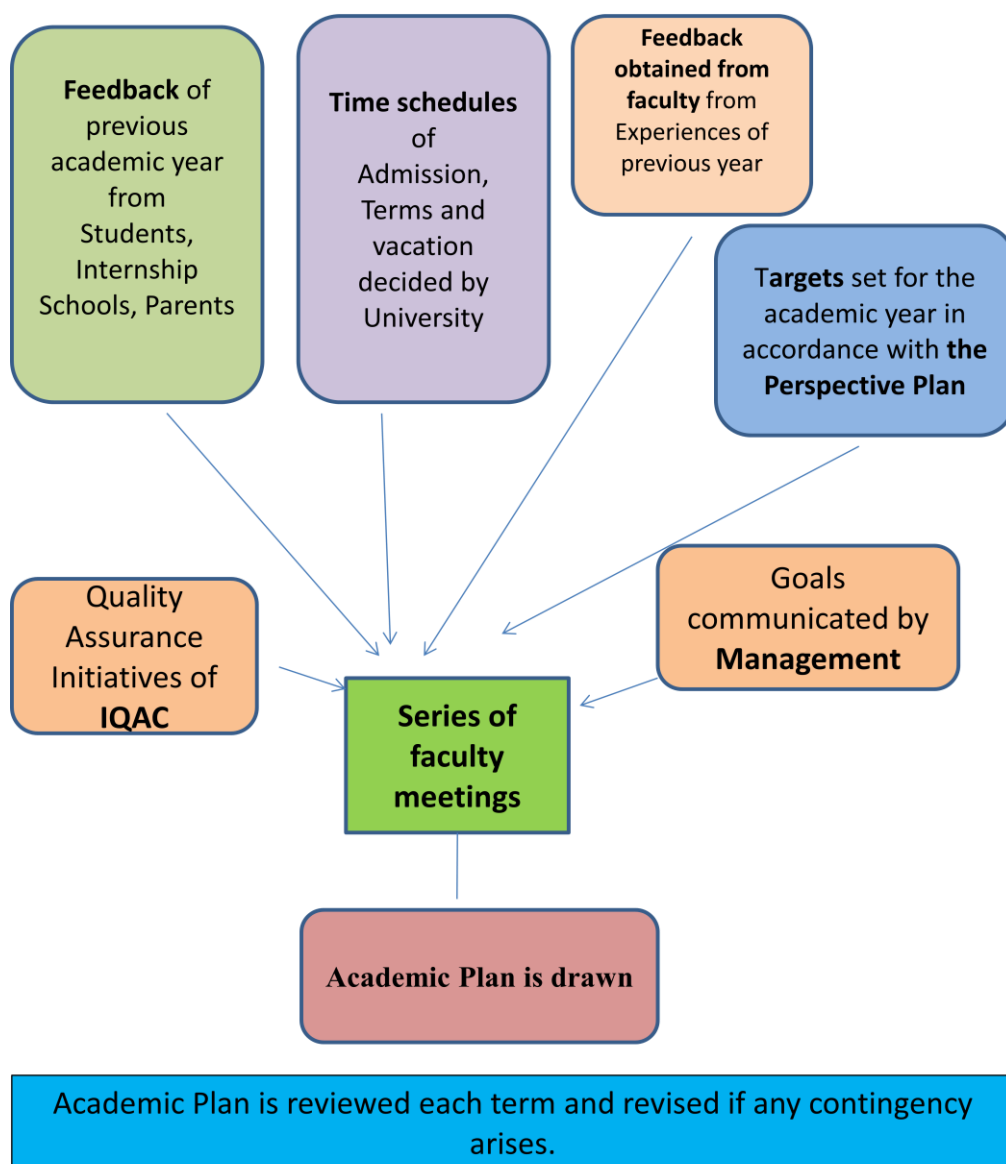 Feedback of
previous
academic year
from
Students,
Internship
Schools, Parents
Time schedules
of
Admission,
Terms and
vacation
decided by
University
Feedback
obtained from
faculty from
Experiences of
previous year
Targets set for the
academic year in
accordance with the
Perspective Plan
Quality
Assurance
Initiatives of
IQAC
Goals
communicated by
Management
Series of
faculty
meetings
Academic Plan is drawn
Academic Plan is reviewed each term and revised if any contingency
arises.